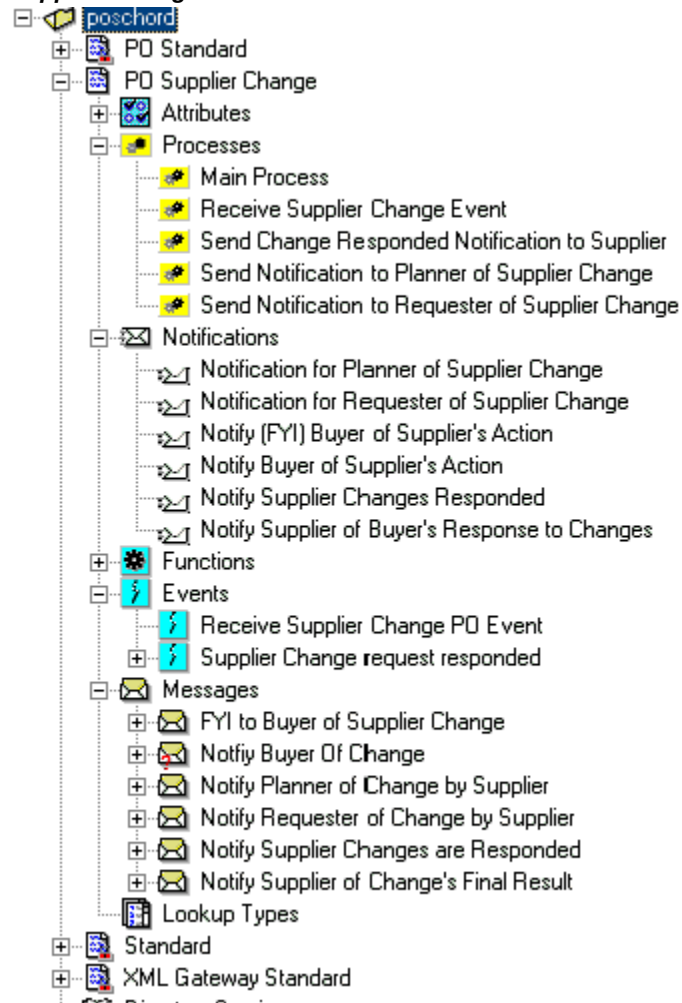 poschord
PO Standard
PO Supplier Change
Attributes
Processes
Main Process
Receive Supplier Change Event
Send Change Responded Notification to Supplier
Send Notification to Planner of Supplier Change
Send Notification to Requester of Supplier Change
Notifications
Notification for Planner of Supplier Change
Notification for Requester of Supplier Change
Notify (FYI) Buyer of Supplier's Action
Notify Buyer of Supplier's Action
Notify Supplier Changes Responded
Notify Supplier of Buyer's Response to Changes
Functions
Events
Receive Supplier Change PO Event
Supplier Change request responded
Messages
FYI to Buyer of Supplier Change
Notfiy Buyer Of Change
Notify Planner of Change by Supplier
Notify Requester of Change by Supplier
Notify Supplier Changes are Responded
Notify Supplier of Change's Final Result
Lookup Types
Standard
XML Gateway Standard